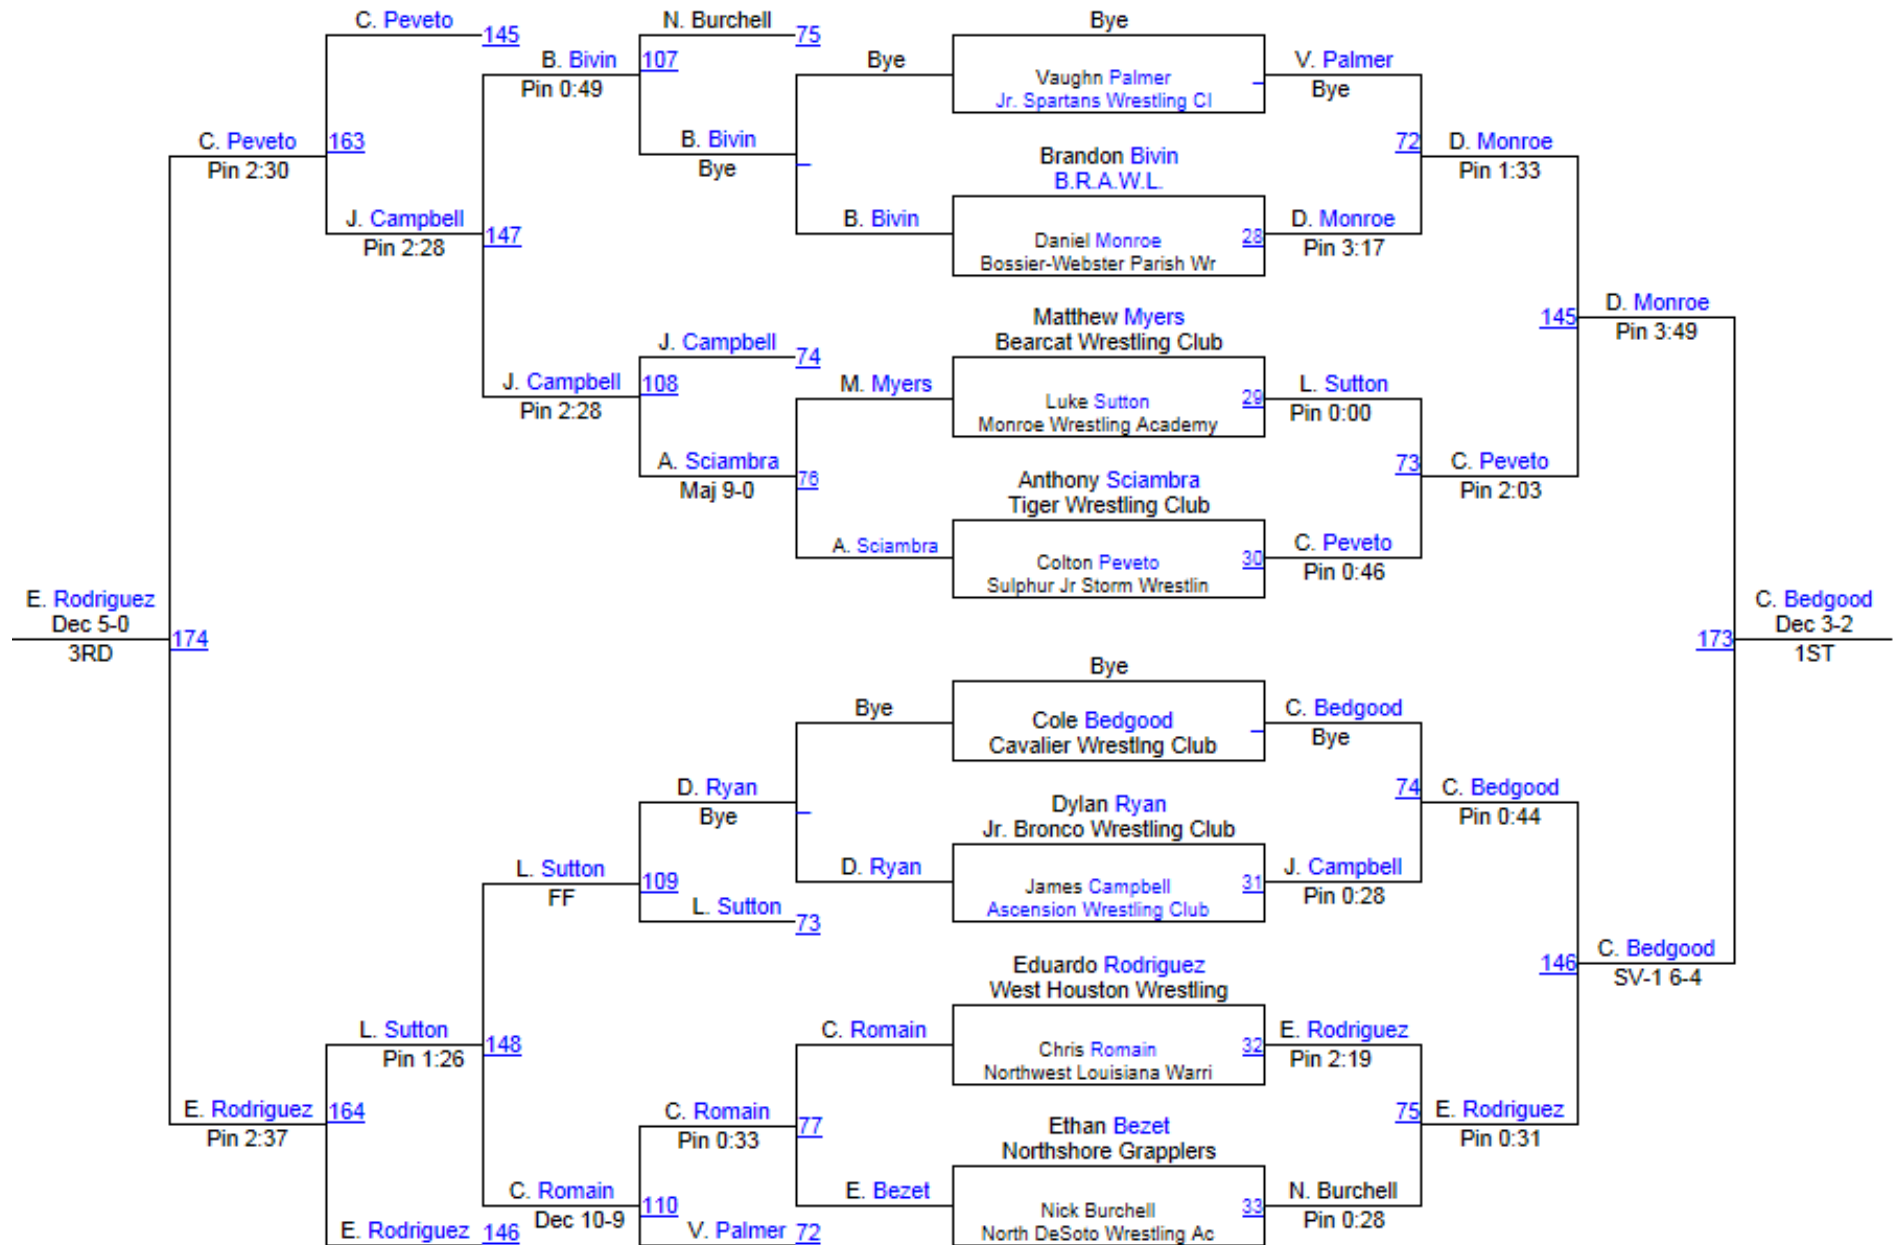 C. Peveto
145
N. Burchell
75
Bye
B. Bivin
107
Pin 0:49
Bye
Vaughn Palmer
Jr. Spartans Wrestling Cl
V. Palmer
Bye
C. Peveto
163
Pin 2:30
B. Bivin
Bye
Brandon Bivin
B.R.A.W.L.
72
D. Monroe
Pin 1:33
J. Campbell
Pin 2:28
147
B. Bivin
Daniel Monroe
28
Bossier-Webster Parish Wr
D. Monroe
Pin 3:17
D. Monroe
145
Pin 3:49
Matthew Myers
Bearcat Wrestling Club
J. Campbell
74
J. Campbell
108
Pin 2:28
M. Myers
Luke Sutton
29
Monroe Wrestling Academy
L. Sutton
Pin 0:00
A. Sciambra
76
Maj 9-0
Anthony Sciambra
Tiger Wrestling Club
73
C. Peveto
Pin 2:03
A. Sciambra
Colton Peveto
30
Sulphur Jr Storm Wrestlin
C. Peveto
Pin 0:46
E. Rodriguez
Dec 5-0
174
3RD
C. Bedgood
Dec 3-2
173
1ST
Bye
Bye
Cole Bedgood
Cavalier Wrestlng Club
C. Bedgood
Bye
D. Ryan
Bye
Dylan Ryan
Jr. Bronco Wrestling Club
74
C. Bedgood
Pin 0:44
L. Sutton
109
FF
D. Ryan
James Campbell
31
Ascension Wrestling Club
J. Campbell
Pin 0:28
L. Sutton
73
C. Bedgood
146
SV-1 6-4
Eduardo Rodriguez
West Houston Wrestling
L. Sutton
148
Pin 1:26
C. Romain
Chris Romain
32
Northwest Louisiana Warri
E. Rodriguez
Pin 2:19
E. Rodriguez
164
Pin 2:37
C. Romain
77
Pin 0:33
Ethan Bezet
Northshore Grapplers
75
E. Rodriguez
Pin 0:31
C. Romain
110
Dec 10-9
E. Bezet
Nick Burchell
33
North DeSoto Wrestling Ac
N. Burchell
Pin 0:28
E. Rodriguez
146
V. Palmer
72